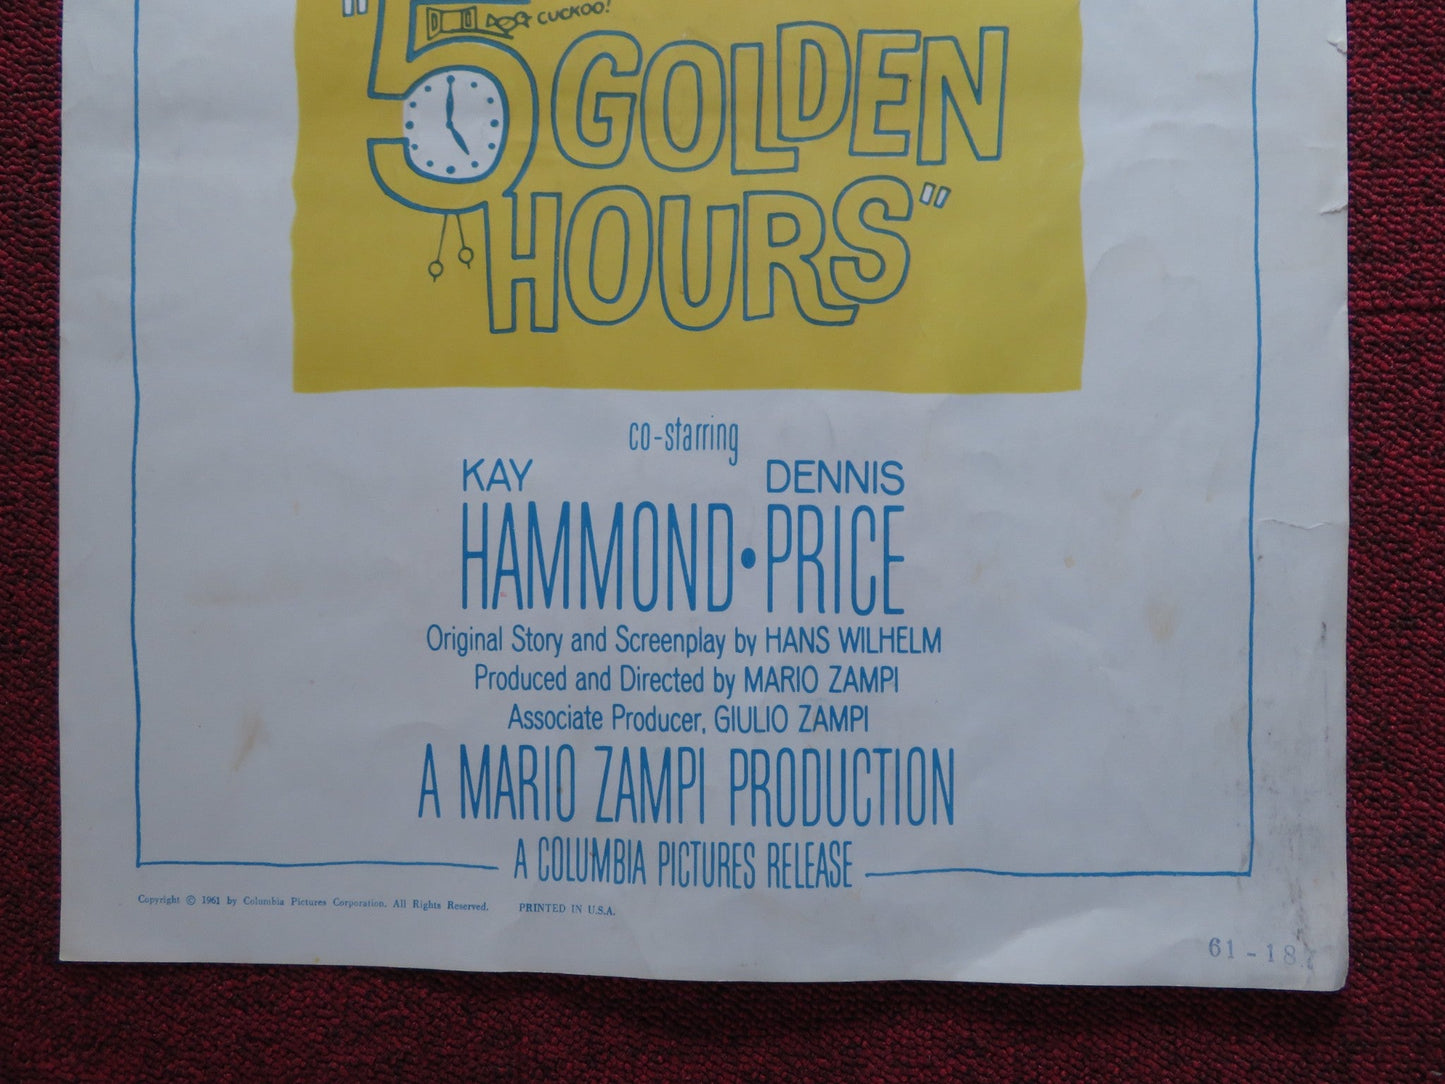 CUCKOO!
"5 GOLDEN
HOURS"
co-starring
KAY DENNIS
HAMMOND • PRICE
Original Story and Screenplay by HANS WILHELM
Produced and Directed by MARIO ZAMPI
Associate Producer, GIULIO ZAMPI
A MARIO ZAMPI PRODUCTION
A COLUMBIA PICTURES RELEASE
Copyright © 1961 by Columbia Pictures Corporation. All Rights Reserved. PRINTED IN U.S.A.